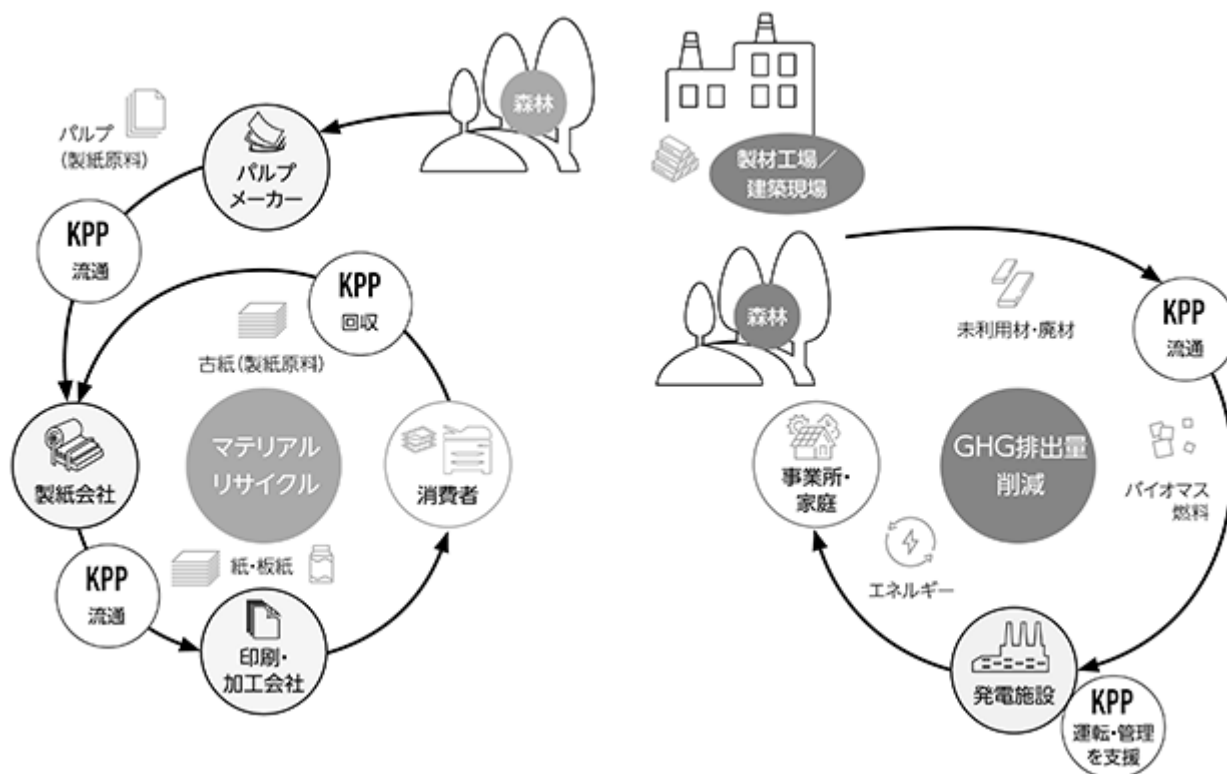 森林
パルプ
(製紙原料)
パルプ
メーカー
KPP
流通
KPP
回収
古紙(製紙原料)
マテリアル
リサイクル
製紙会社
消費者
紙・板紙
KPP
流通
印刷・
加工会社
製材工場／
建築現場
森林
未利用材・廃材
KPP
流通
GHG排出量
削減
事業所・
家庭
バイオマス
燃料
エネルギー
発電施設
KPP
運転・管理
を支援